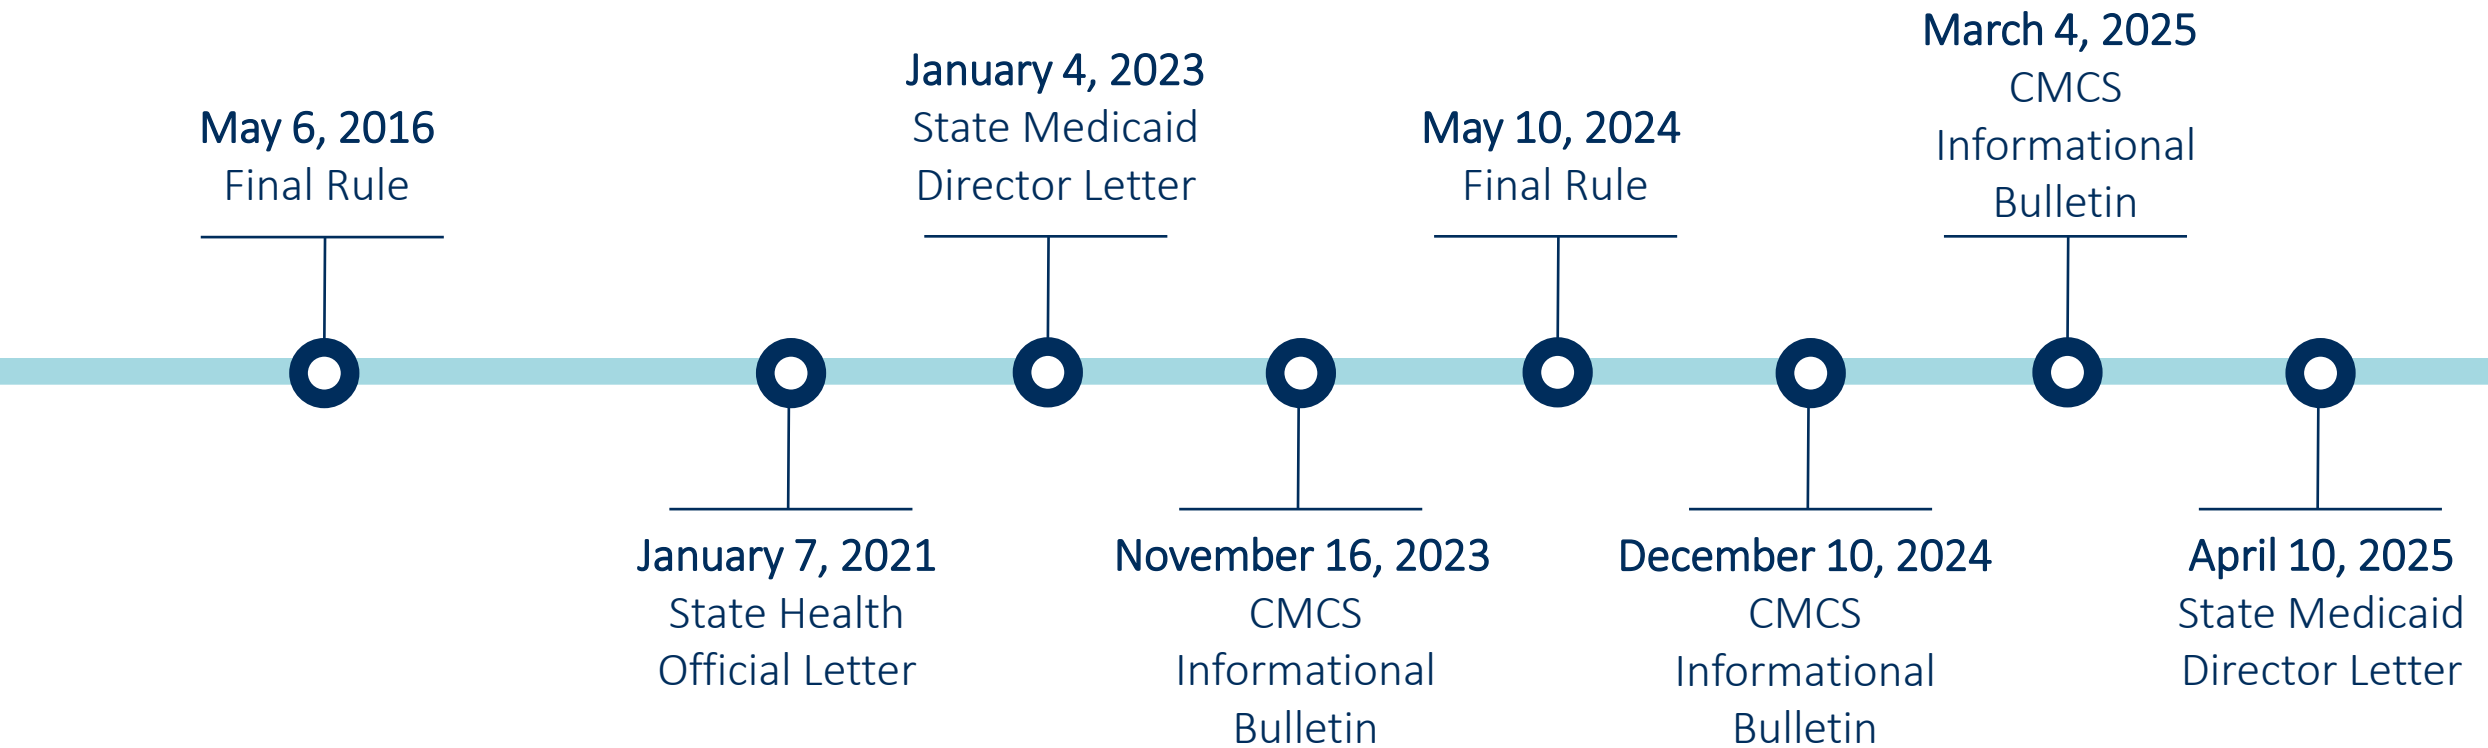 May 6, 2016
Final Rule
January 7, 2021
State Health
Official Letter
January 4, 2023
State Medicaid
Director Letter
November 16, 2023
CMCS
Informational
Bulletin
May 10, 2024
Final Rule
December 10, 2024
CMCS
Informational
Bulletin
March 4, 2025
CMCS
Informational
Bulletin
April 10, 2025
State Medicaid
Director Letter